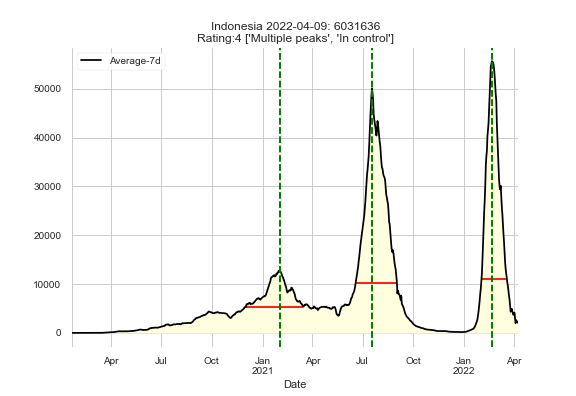 Indonesia 2022-04-09: 6031636
Rating:4 ['Multiple peaks', 'In control']
Average-7d
50000
40000
30000
20000
10000
0
Apr Jul Oct Jan Apr Jul Oct Jan Apr
2021 2022
Date